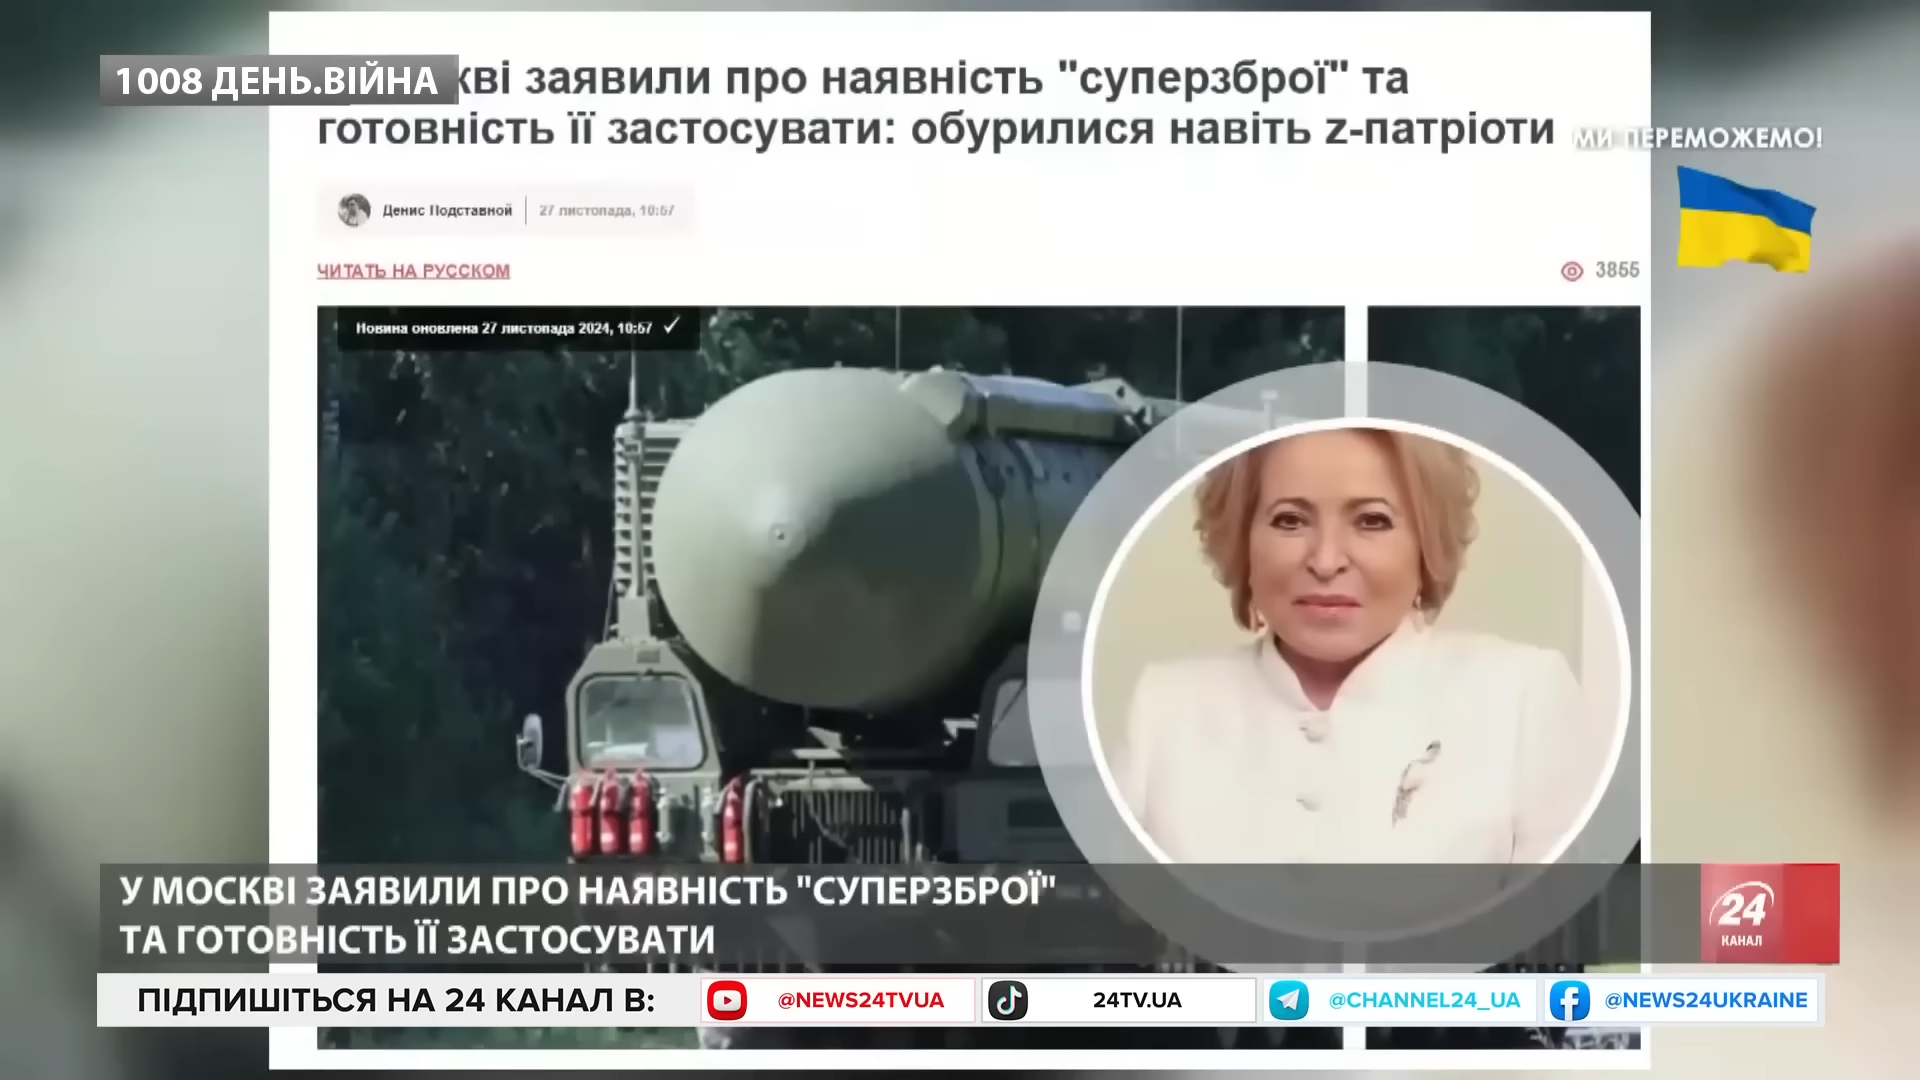 1008 ДЕНЬ.ВІЙНА
кві заявили про наявність "суперзброї" та
готовність її застосувати: обурилися навіть z-патріоти
МИ ПЕРЕМОЖЕМО!
Денис Подставной
27 листопада, 10:57
ЧИТАТЬ НА РУССКОМ
3855
Новина оновлена 27 листопада 2024, 10:57
У МОСКВІ ЗАЯВИЛИ ПРО НАЯВНІСТЬ "СУПЕРЗБРОЇ"
ТА ГОТОВНІСТЬ ЇЇ ЗАСТОСУВАТИ
24
КАНАЛ
ПІДПИШІТЬСЯ НА 24 КАНАЛ В:
@NEWS24TVUA
24TV.UA
@CHANNEL24_UA
@NEWS24UKRAINE